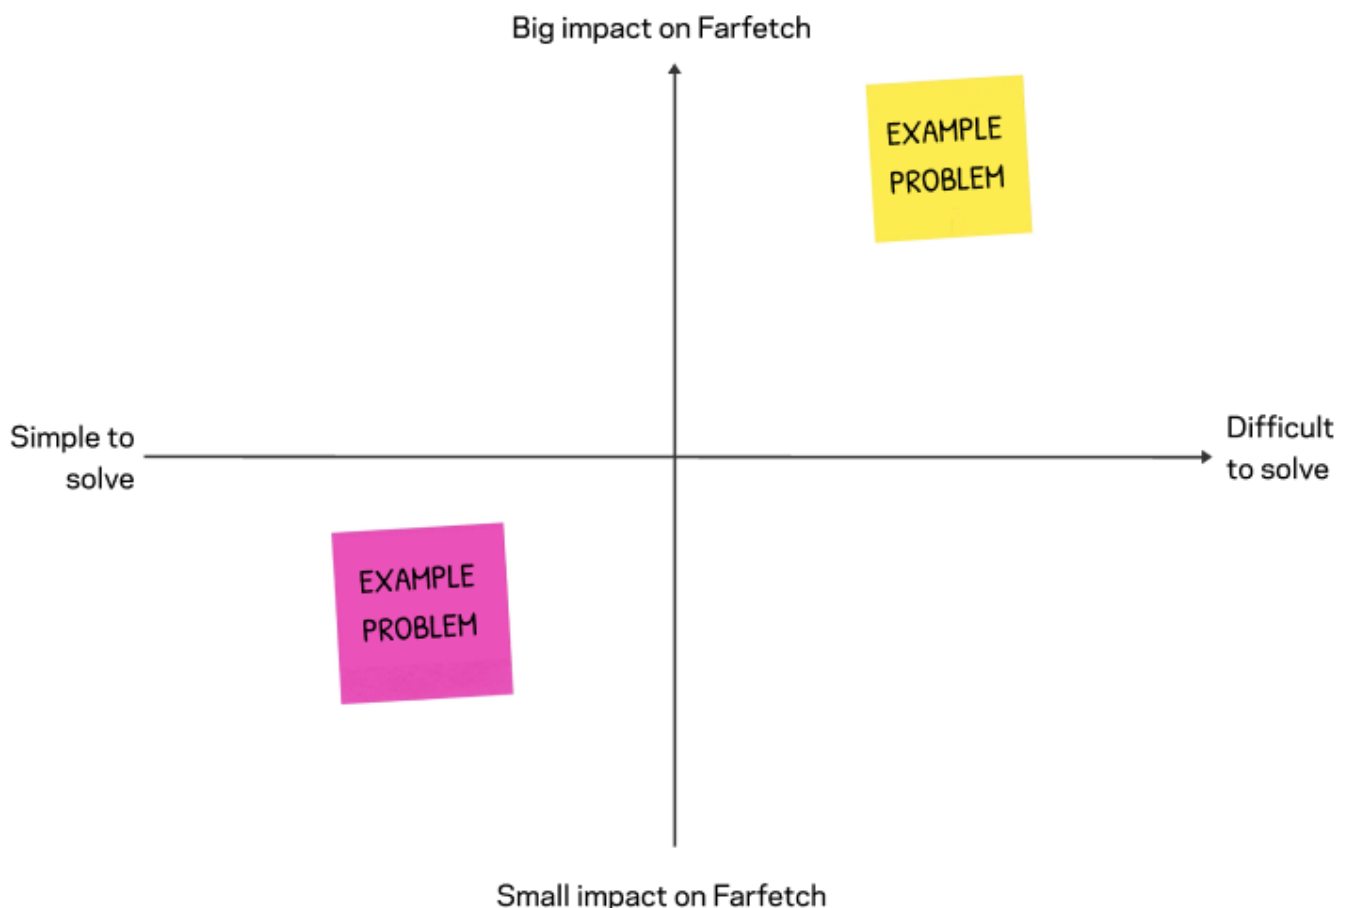 Big impact on Farfetch
EXAMPLE
PROBLEM
Simple to
solve
Difficult
to solve
EXAMPLE
PROBLEM
Small impact on Farfetch